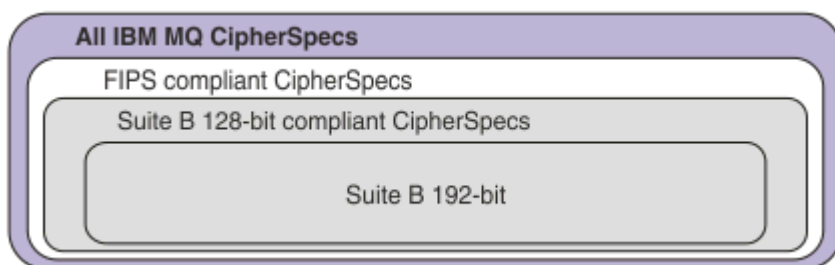 All IBM MQ CipherSpecs
FIPS compliant CipherSpecs
Suite B 128-bit compliant CipherSpecs
Suite B 192-bit